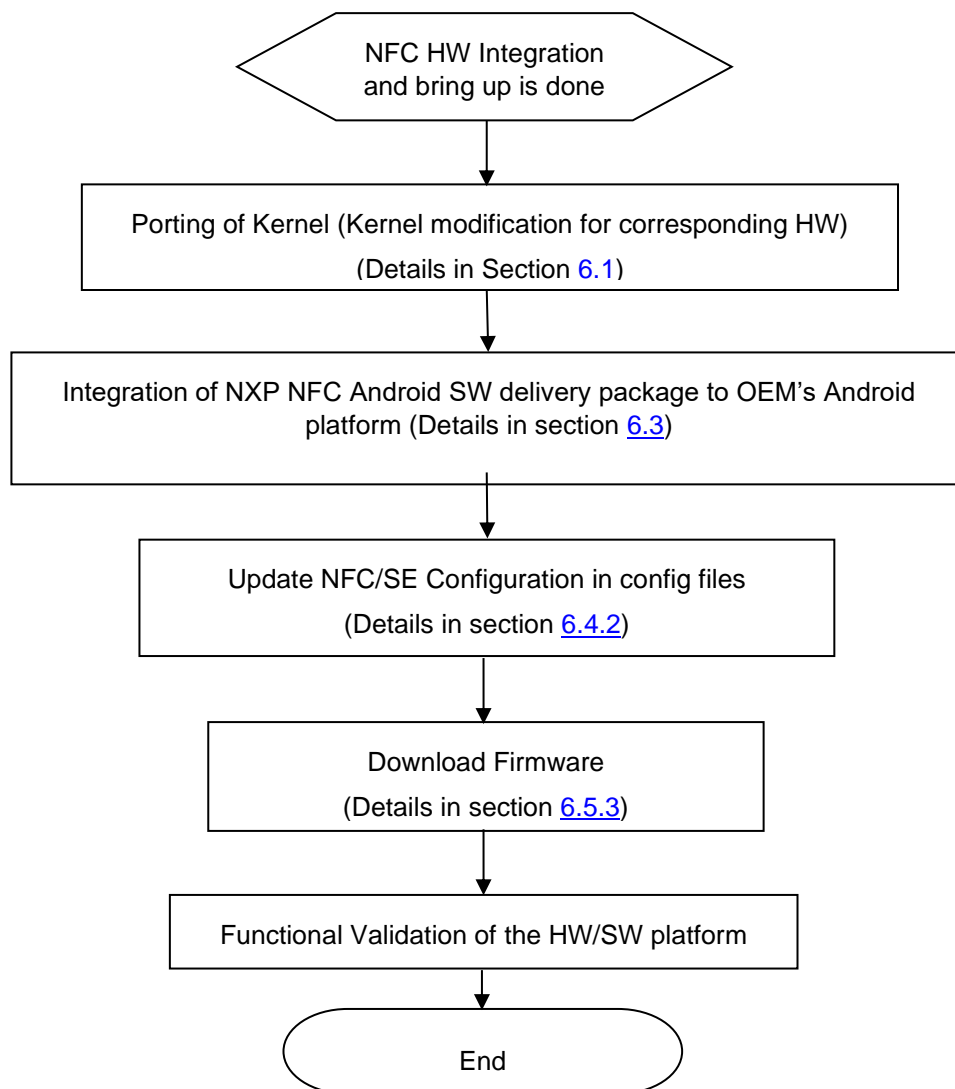 NFC HW Integration
and bring up is done
Porting of Kernel (Kernel modification for corresponding HW)
(Details in Section 6.1)
Integration of NXP NFC Android SW delivery package to OEM’s Android
platform (Details in section 6.3)
Update NFC/SE Configuration in config files
(Details in section 6.4.2)
Download Firmware
(Details in section 6.5.3)
Functional Validation of the HW/SW platform
End